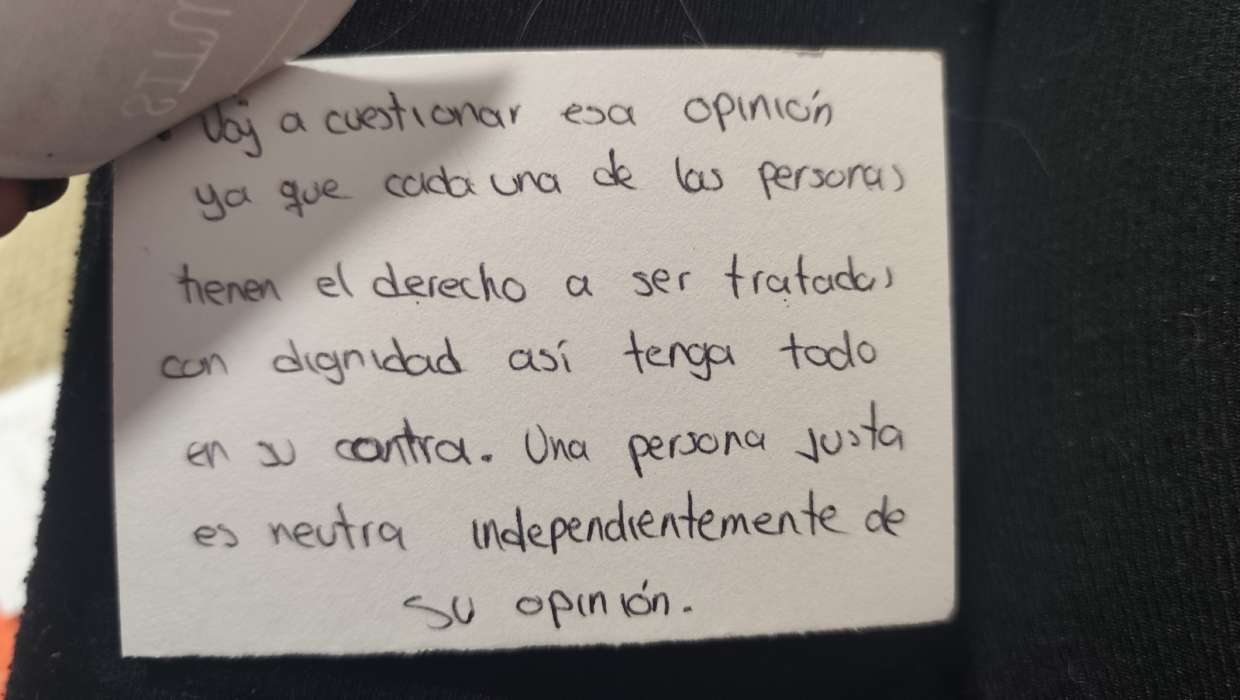 • Voy a cuestionar esa opinión
ya que cada una de las personas
tienen el derecho a ser tratadas
con dignidad así tenga todo
en su contra. Una persona justa
es neutra independientemente de
su opinión.